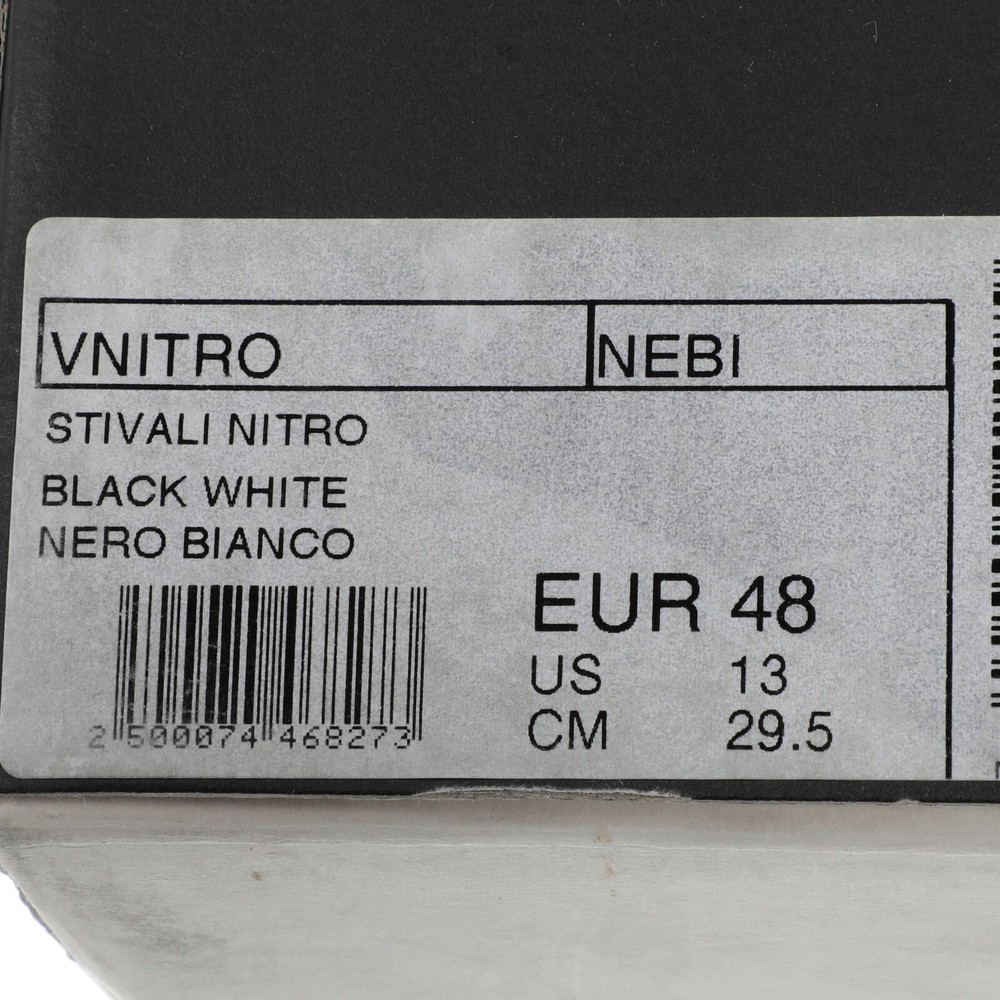 VNITRO NEBI
STIVALI NITRO
BLACK WHITE
NERO BIANCO
EUR 48
US 13
CM 29.5
2 500074 468273